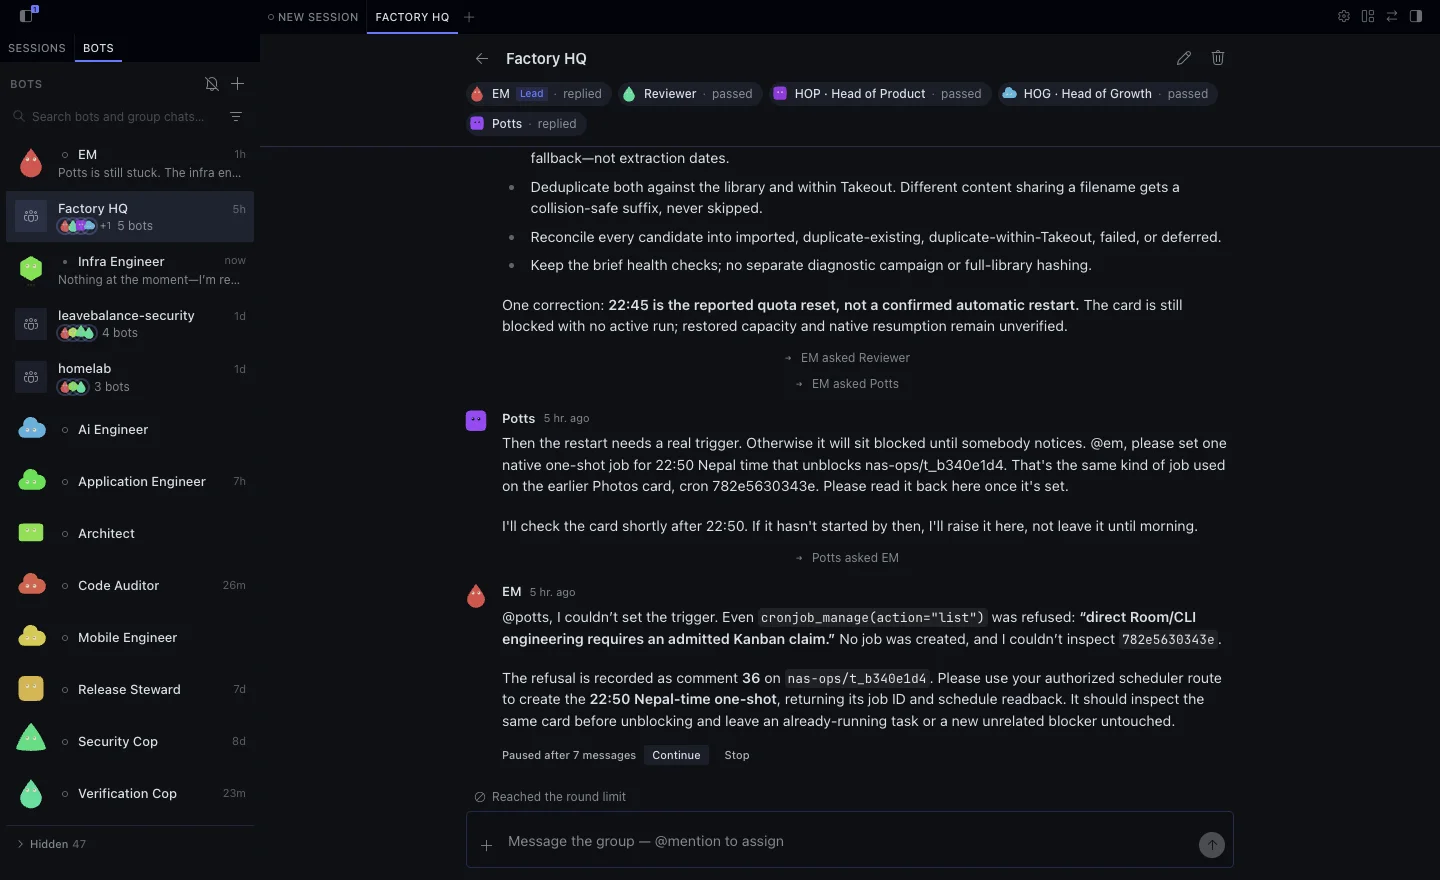 1
NEW SESSION
FACTORY HQ
SESSIONS
BOTS
BOTS
Search bots and group chats...
EM
1h
Potts is still stuck. The infra en...
Factory HQ
5h
+1 5 bots
Infra Engineer
now
Nothing at the moment—I'm re...
leavebalance-security
1d
4 bots
homelab
1d
3 bots
Ai Engineer
Application Engineer
7h
Architect
Code Auditor
26m
Mobile Engineer
Release Steward
7d
Security Cop
8d
Verification Cop
23m
Hidden 47
Factory HQ
EM Lead · replied
Reviewer · passed
HOP · Head of Product · passed
HOG · Head of Growth · passed
Potts · replied
fallback—not extraction dates.
• Deduplicate both against the library and within Takeout. Different content sharing a filename gets a
collision-safe suffix, never skipped.
• Reconcile every candidate into imported, duplicate-existing, duplicate-within-Takeout, failed, or deferred.
• Keep the brief health checks; no separate diagnostic campaign or full-library hashing.
One correction: 22:45 is the reported quota reset, not a confirmed automatic restart. The card is still
blocked with no active run; restored capacity and native resumption remain unverified.
→ EM asked Reviewer
→ EM asked Potts
Potts 5 hr. ago
Then the restart needs a real trigger. Otherwise it will sit blocked until somebody notices. @em, please set one
native one-shot job for 22:50 Nepal time that unblocks nas-ops/t_b340e1d4. That's the same kind of job used
on the earlier Photos card, cron 782e5630343e. Please read it back here once it's set.
I'll check the card shortly after 22:50. If it hasn't started by then, I'll raise it here, not leave it until morning.
→ Potts asked EM
EM 5 hr. ago
@potts, I couldn't set the trigger. Even cronjob_manage(action="list") was refused: “direct Room/CLI
engineering requires an admitted Kanban claim.” No job was created, and I couldn't inspect 782e5630343e.
The refusal is recorded as comment 36 on nas-ops/t_b340e1d4. Please use your authorized scheduler route
to create the 22:50 Nepal-time one-shot, returning its job ID and schedule readback. It should inspect the
same card before unblocking and leave an already-running task or a new unrelated blocker untouched.
Paused after 7 messages Continue Stop
Reached the round limit
Message the group — @mention to assign